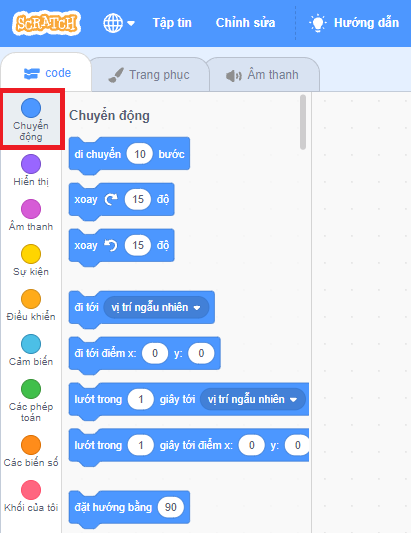 SCRATCH Tập tin Chỉnh sửa Hướng dẫn
code Trang phục Âm thanh
Chuyển động
Hiển thị
Âm thanh
Sự kiện
Điều khiển
Cảm biến
Các phép toán
Các biến số
Khối của tôi
Chuyển động
di chuyển 10 bước
xoay 15 độ
xoay 15 độ
đi tới vị trí ngẫu nhiên
đi tới điểm x: 0 y: 0
lướt trong 1 giây tới vị trí ngẫu nhiên
lướt trong 1 giây tới điểm x: 0 y: 0
đặt hướng bằng 90